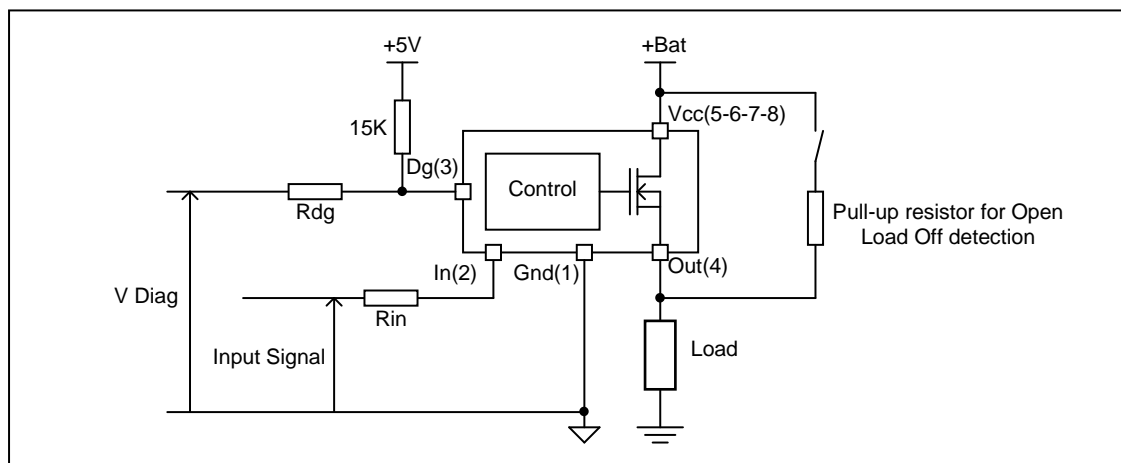 +5V
+Bat
15K
Vcc(5-6-7-8)
Dg(3)
Control
Rdg
Pull-up resistor for Open
Load Off detection
In(2)
Gnd(1)
Out(4)
V Diag
Rin
Input Signal
Load